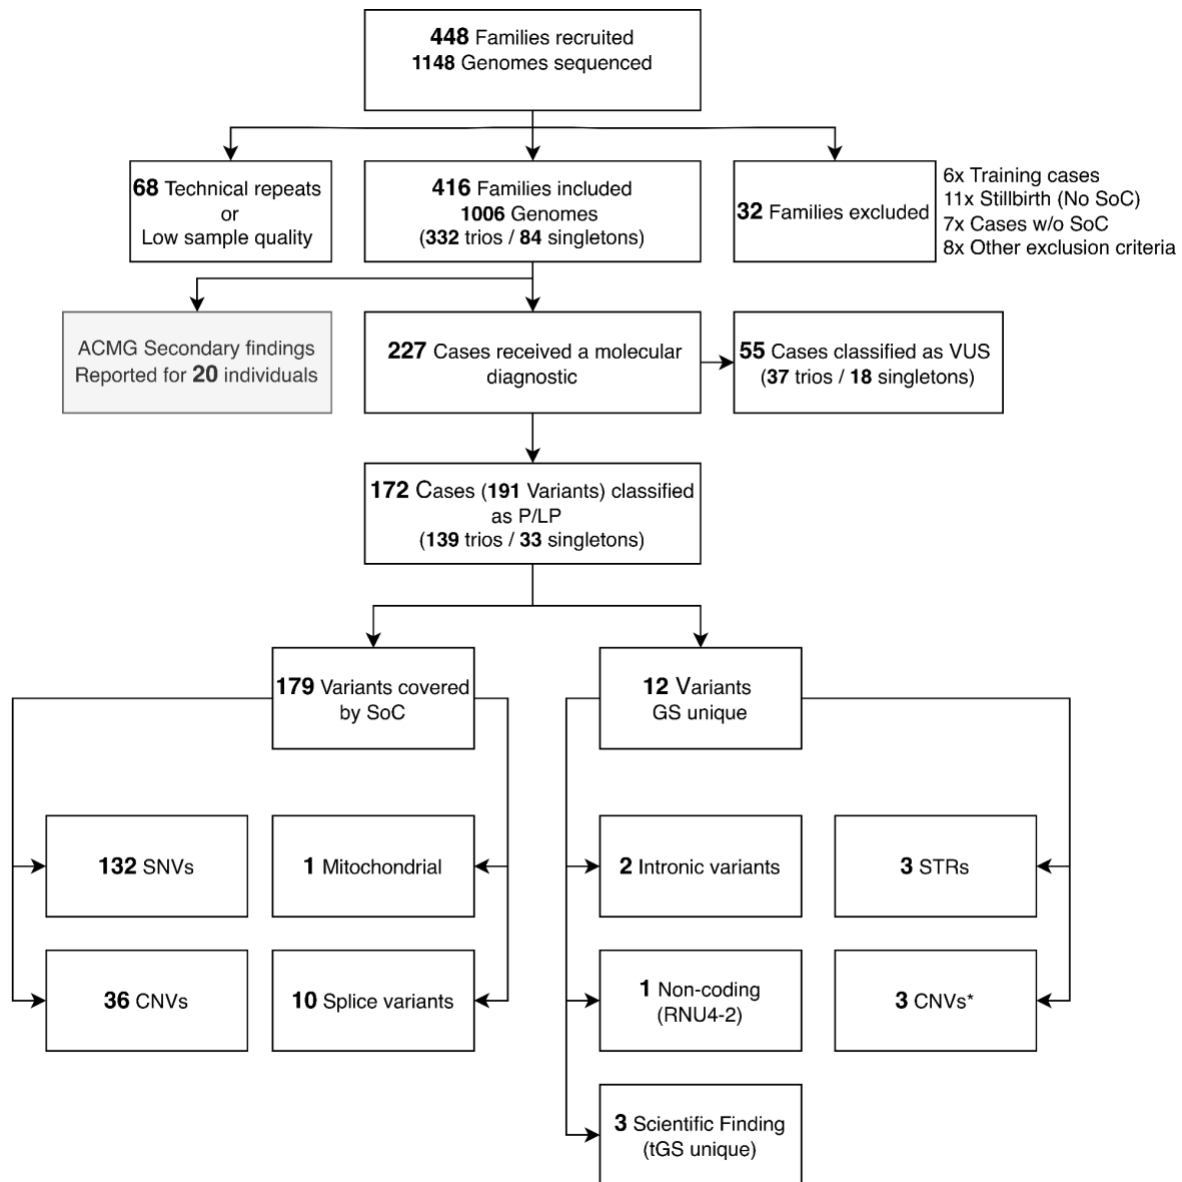 448 Families recruited
1148 Genomes sequenced
68 Technical repeats
or
Low sample quality
416 Families included
1006 Genomes
(332 trios / 84 singletons)
32 Families excluded
6x Training cases
11x Stillbirth (No SoC)
7x Cases w/o SoC
8x Other exclusion criteria
ACMG Secondary findings
Reported for 20 individuals
227 Cases received a molecular
diagnostic
55 Cases classified as VUS
(37 trios / 18 singletons)
172 Cases (191 Variants) classified
as P/LP
(139 trios / 33 singletons)
179 Variants covered
by SoC
12 Variants
GS unique
132 SNVs
1 Mitochondrial
2 Intronic variants
3 STRs
36 CNVs
10 Splice variants
1 Non-coding
(RNU4-2)
3 CNVs*
3 Scientific Finding
(tGS unique)